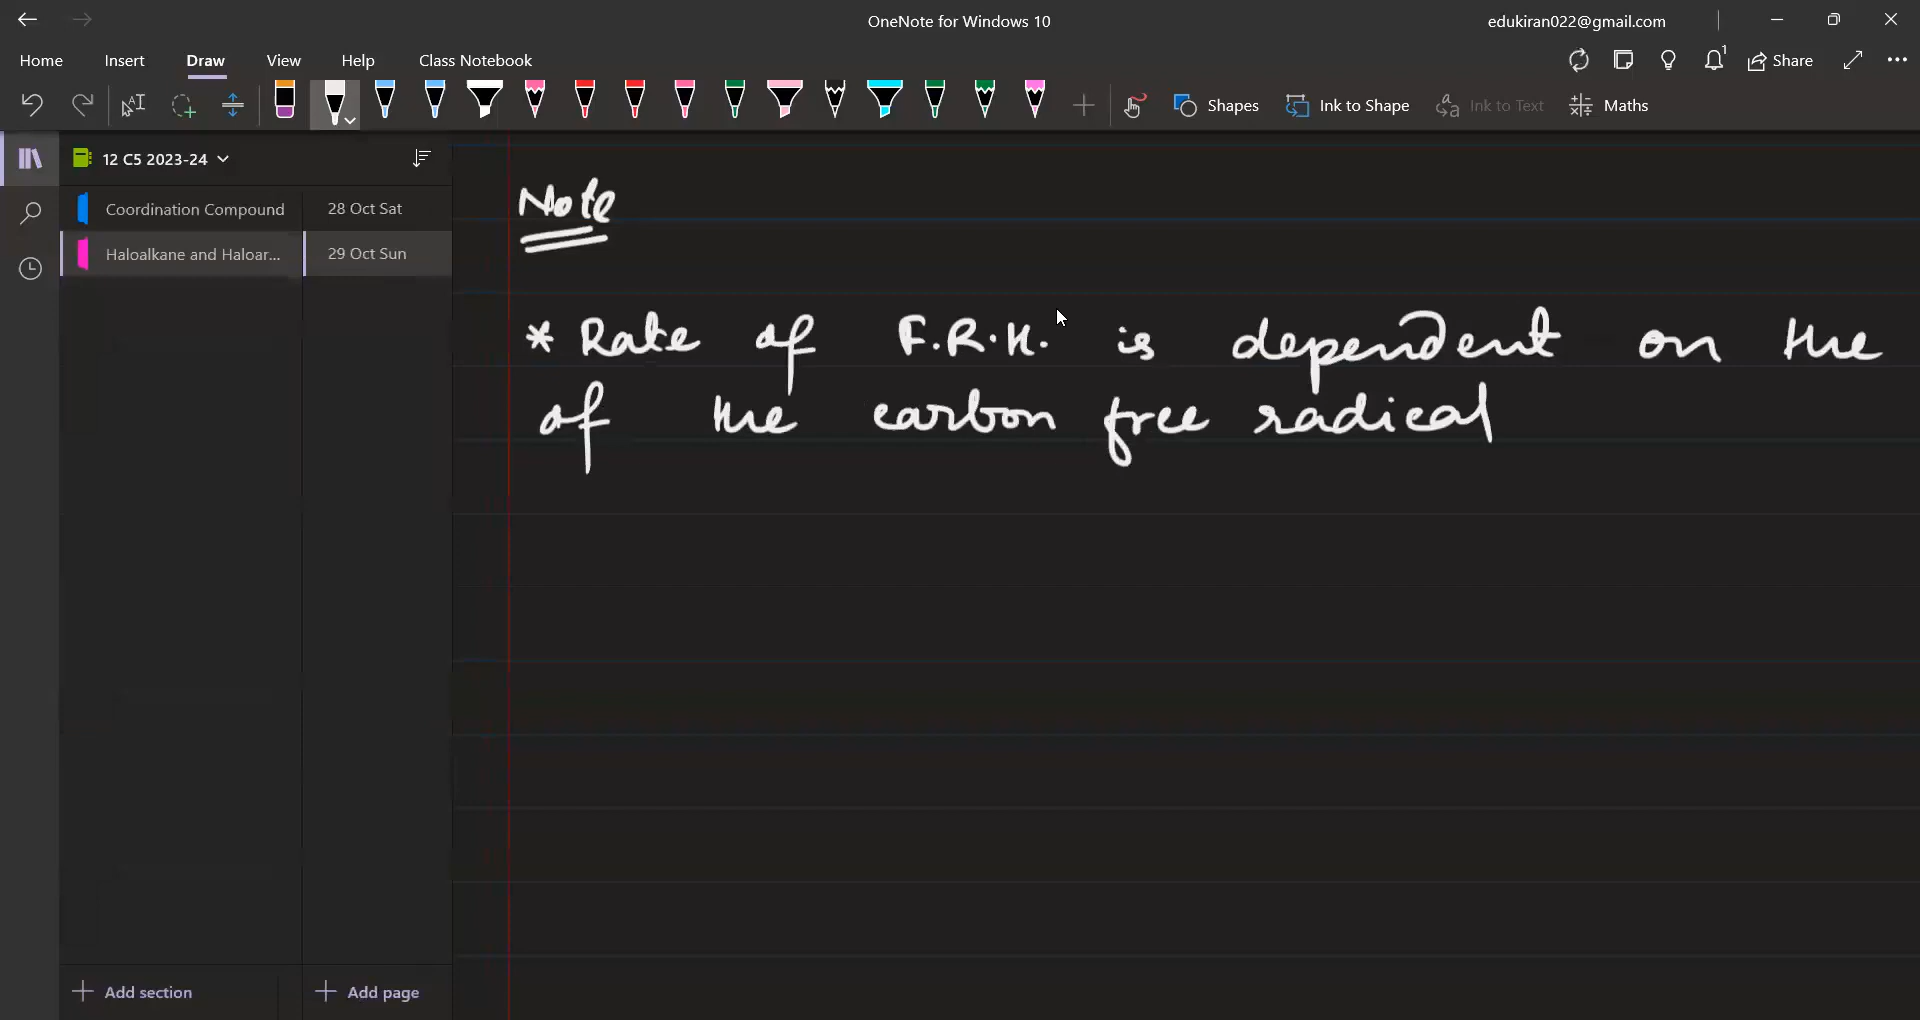 OneNote for Windows 10
edukiran022@gmail.com
Home Insert Draw View Help Class Notebook
1 Share
Shapes Ink to Shape Ink to Text Maths
12 C5 2023-24
Coordination Compound 28 Oct Sat
Haloalkane and Haloar... 29 Oct Sun
Note
* Rate of F.R.H. is dependent on the
of the carbon free radical
Add section Add page